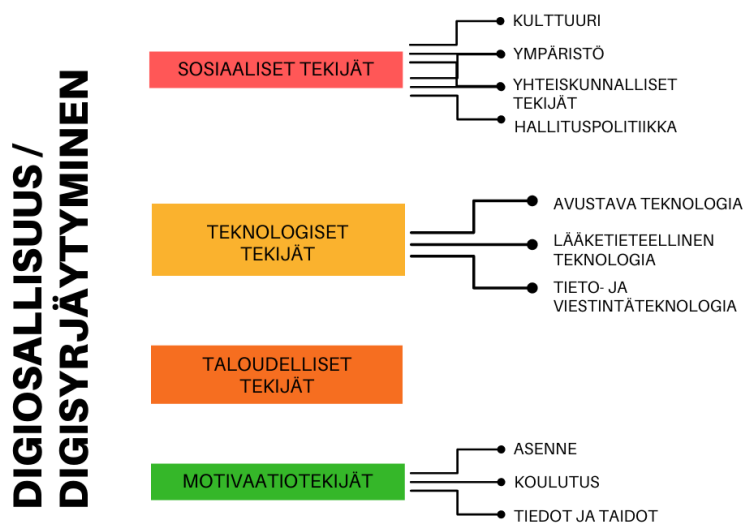 DIGIOSALLISUUS /
DIGISYRJÄYTYMINEN
SOSIAALISET TEKIJÄT
KULTTUURI
YMPÄRISTÖ
YHTEISKUNNALLISET
TEKIJÄT
HALLITUSPOLITIIKKA
TEKNOLOGISET
TEKIJÄT
AVUSTAVA TEKNOLOGIA
LÄÄKETIETEELLINEN
TEKNOLOGIA
TIETO- JA
VIESTINTÄTEKNOLOGIA
TALOUDELLISET
TEKIJÄT
MOTIVAATIOTEKIJÄT
ASENNE
KOULUTUS
TIEDOT JA TAIDOT